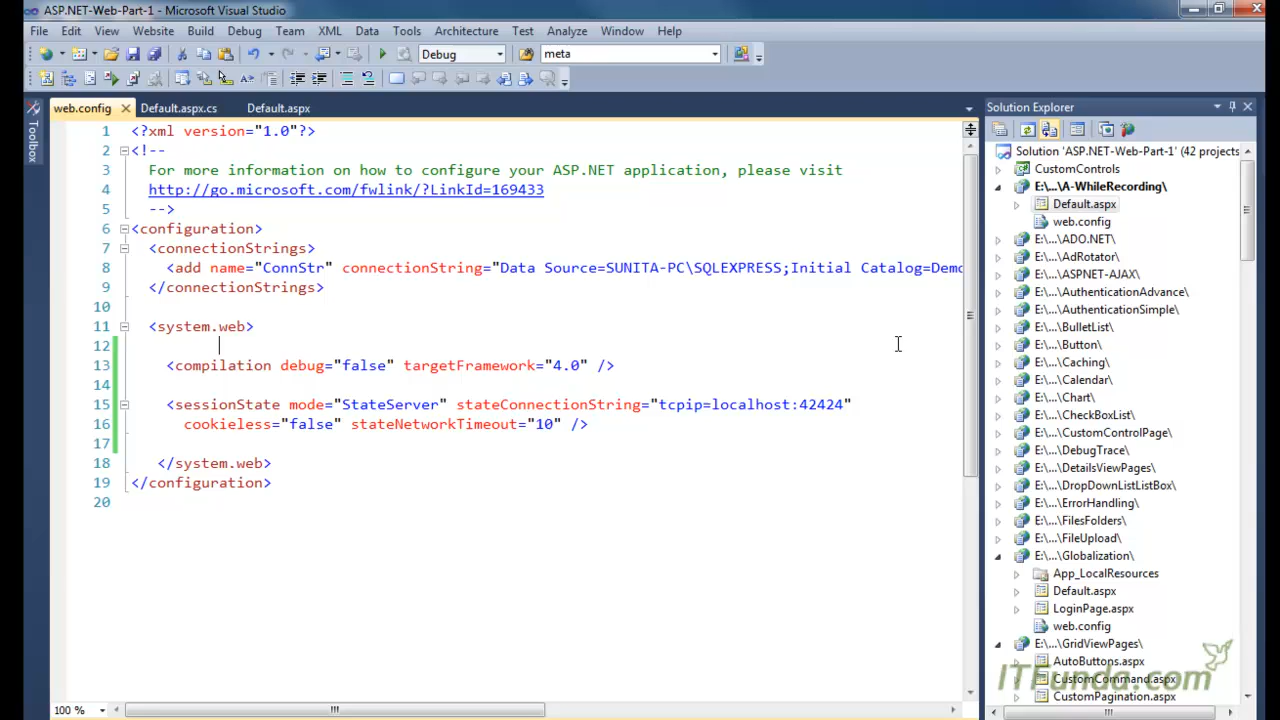 ASP.NET-Web-Part-1 - Microsoft Visual Studio
File Edit View Website Build Debug Team XML Data Tools Architecture Test Analyze Window Help
Debug meta
web.config Default.aspx.cs Default.aspx
Toolbox
1 <?xml version="1.0"?>
2 <!--
3 For more information on how to configure your ASP.NET application, please visit
4 http://go.microsoft.com/fwlink/?LinkId=169433
5 -->
6 <configuration>
7 <connectionStrings>
8 <add name="ConnStr" connectionString="Data Source=SUNITA-PC\SQLEXPRESS;Initial Catalog=Demo
9 </connectionStrings>
10
11 <system.web>
12
13 <compilation debug="false" targetFramework="4.0" />
14
15 <sessionState mode="StateServer" stateConnectionString="tcpip=localhost:42424"
16 cookieless="false" stateNetworkTimeout="10" />
17
18 </system.web>
19 </configuration>
20
100 %
Solution Explorer
Solution 'ASP.NET-Web-Part-1' (42 projects
CustomControls
E:\...\A-WhileRecording\
Default.aspx
web.config
E:\...\ADO.NET\
E:\...\AdRotator\
E:\...\ASPNET-AJAX\
E:\...\AuthenticationAdvance\
E:\...\AuthenticationSimple\
E:\...\BulletList\
E:\...\Button\
E:\...\Caching\
E:\...\Calendar\
E:\...\Chart\
E:\...\CheckBoxList\
E:\...\CustomControlPage\
E:\...\DebugTrace\
E:\...\DetailsViewPages\
E:\...\DropDownListListBox\
E:\...\ErrorHandling\
E:\...\FilesFolders\
E:\...\FileUpload\
E:\...\Globalization\
App_LocalResources
Default.aspx
LoginPage.aspx
web.config
E:\...\GridViewPages\
AutoButtons.aspx
CustomCommand.aspx
CustomPagination.aspx
ITFunda.com